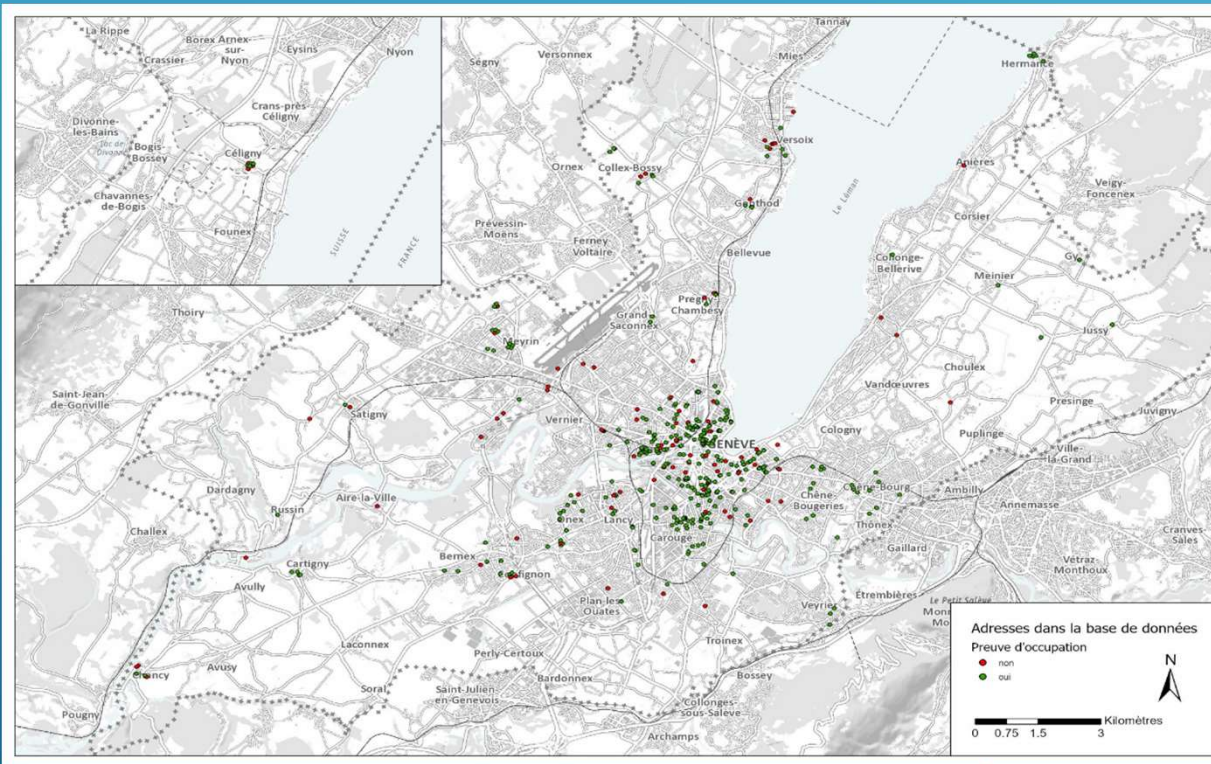 La Rippe
Borex
Arnex-
sur-
Nyon
Crassier
Eysins
Nyon
Divonne-
les-Bains
Lac de
Divonne
Bogis-
Bossey
Crans-près-
Céligny
Céligny
Chavannes-
de-Bogis
Founex
SUISSE
FRANCE
Ségny
Versonnex
Tannay
Mies
Hermance
Versoix
Ornex
Collex-Bossy
Genthod
Anières
Veigy-
Foncenex
Le Léman
Corsier
Prévessin-
Moëns
Ferney
Voltaire
Bellevue
Collonge-
Bellerive
Gy
Meinier
Thoiry
Pregny
Chambésy
Grand
Saconnex
Jussy
Meyrin
Choulex
Saint-Jean
de-Gonville
Satigny
Vandœuvres
Presinge
Juvigny
Vernier
GENÈVE
Cologny
Puplinge
Ville-
la-Grand
Dardagny
Aire-la-Ville
Russin
Chêne-
Bougeries
Chêne-Bourg
Ambilly
Annemasse
Challex
Onex
Lancy
Thônex
Cranves-
Sales
Carouge
Gaillard
Bernex
Vétraz-
Monthoux
Cartigny
Confignon
Avully
Plan-les
Ouates
Veyrier
Étrembières
Le Petit Salève
Laconnex
Troinex
Avusy
Perly-Certoux
Chancy
Bardonnex
Bossey
Soral
Saint-Julien
en-Genevois
Pougny
Collonges-
sous-Salève
Archamps
Adresses dans la base de données
Preuve d'occupation
non
oui
N
Kilomètres
0 0.75 1.5 3